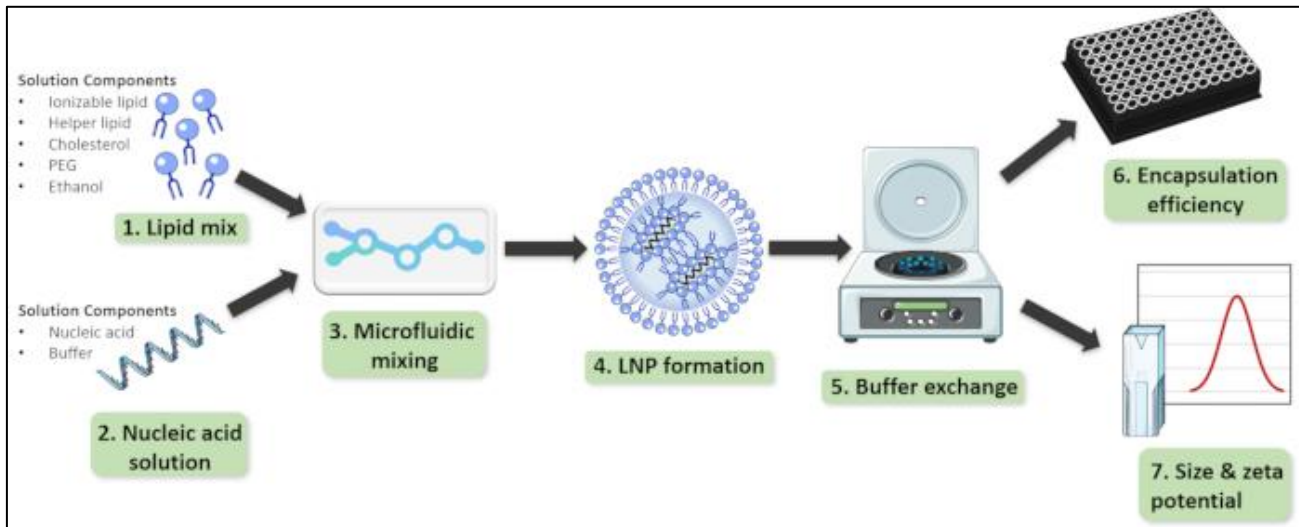 Solution Components
• Ionizable lipid
• Helper lipid
• Cholesterol
• PEG
• Ethanol
1. Lipid mix
Solution Components
• Nucleic acid
• Buffer
2. Nucleic acid
solution
3. Microfluidic
mixing
4. LNP formation
5. Buffer exchange
6. Encapsulation
efficiency
7. Size & zeta
potential